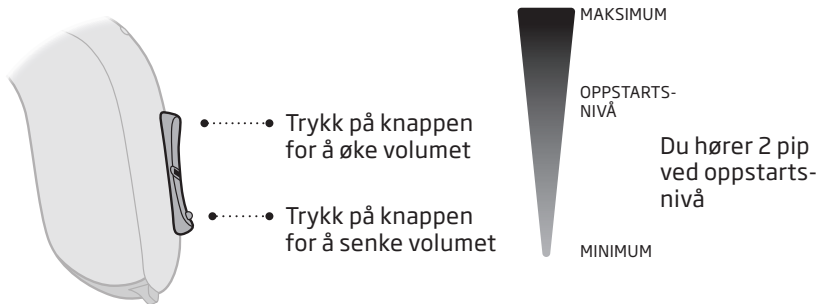 Trykk på knappen
for å øke volumet
Trykk på knappen
for å senke volumet
MAKSIMUM
OPPSTARTS-
NIVÅ
MINIMUM
Du hører 2 pip
ved oppstarts-
nivå